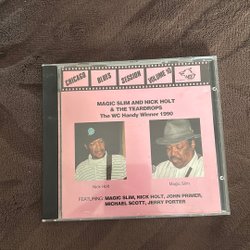 CHICAGO BLUES SESSION VOLUME 10
MAGIC SLIM AND NICK HOLT
& THE TEARDROPS
The WC Handy Winner 1990
Nick Holt
Magic Slim
FEATURING: MAGIC SLIM, NICK HOLT, JOHN PRIMER,
MICHAEL SCOTT, JERRY PORTER